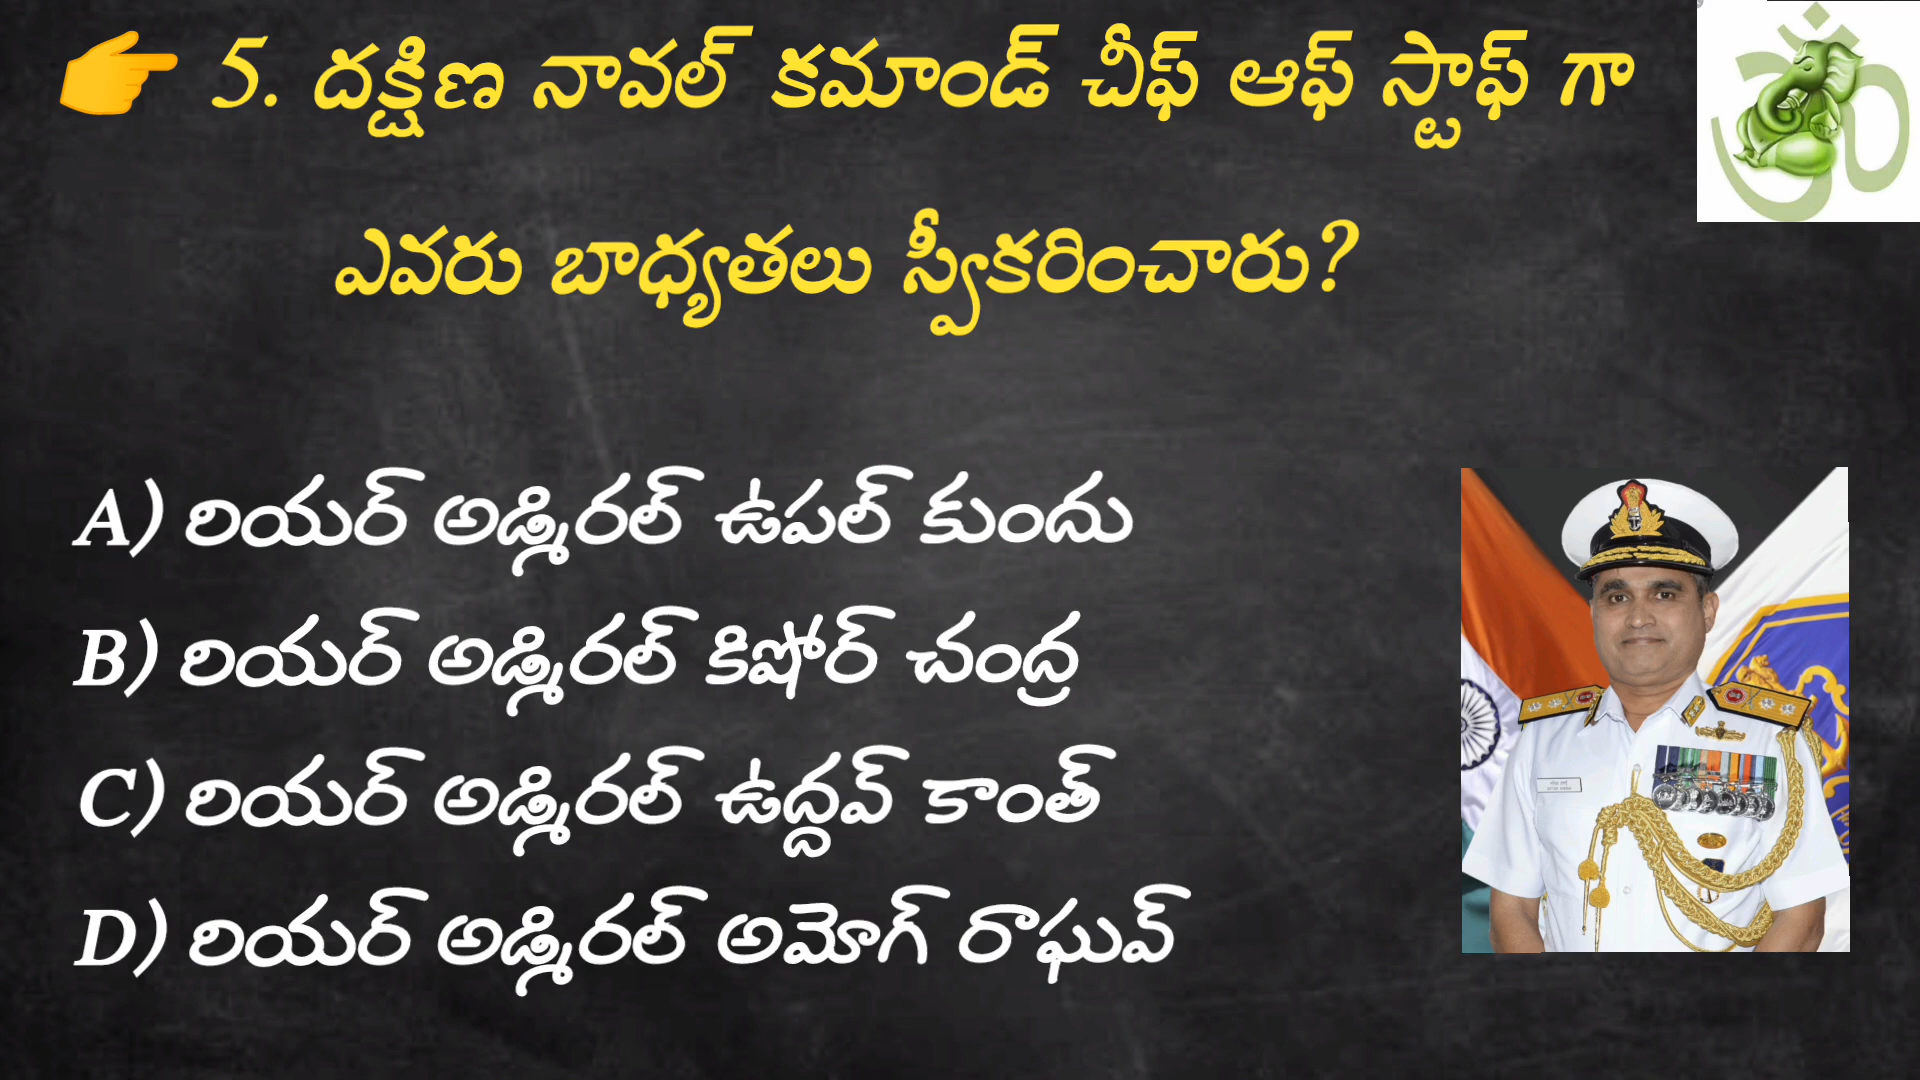 5. దక్షిణ నావల్ కమాండ్ చీఫ్ ఆఫ్ స్టాఫ్ గా
ఎవరు బాధ్యతలు స్వీకరించారు?
A) రియర్ అడ్మిరల్ ఉపల్ కుందు
B) రియర్ అడ్మిరల్ కిషోర్ చంద్ర
C) రియర్ అడ్మిరల్ ఉద్దవ్ కాంత్
D) రియర్ అడ్మిరల్ అమోగ్ రాఘవ్